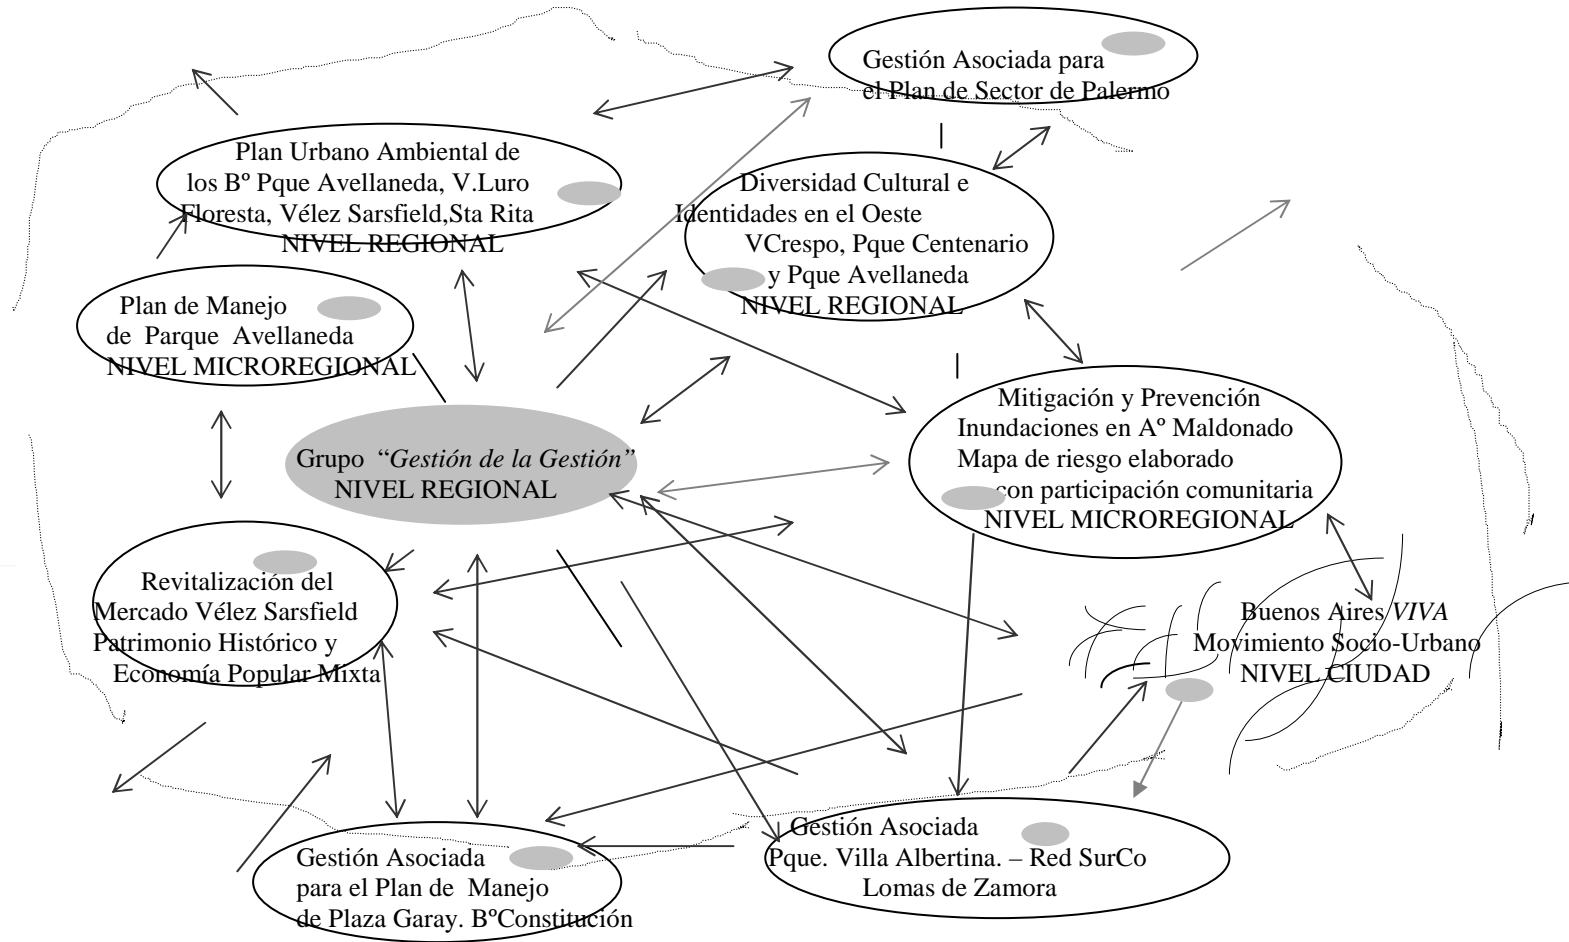 Gestión Asociada para
el Plan de Sector de Palermo
Plan Urbano Ambiental de
los Bº Pque Avellaneda, V.Luro
Floresta, Vélez Sarsfield,Sta Rita
NIVEL REGIONAL
Diversidad Cultural e
Identidades en el Oeste
VCrespo, Pque Centenario
y Pque Avellaneda
NIVEL REGIONAL
Plan de Manejo
de Parque Avellaneda
NIVEL MICROREGIONAL
Mitigación y Prevención
Inundaciones en Aº Maldonado
Mapa de riesgo elaborado
con participación comunitaria
NIVEL MICROREGIONAL
Grupo “Gestión de la Gestión”
NIVEL REGIONAL
Revitalización del
Mercado Vélez Sarsfield
Patrimonio Histórico y
Economía Popular Mixta
Buenos Aires VIVA
Movimiento Socio-Urbano
NIVEL CIUDAD
Gestión Asociada
para el Plan de Manejo
de Plaza Garay. BºConstitución
Gestión Asociada
Pque. Villa Albertina. – Red SurCo
Lomas de Zamora